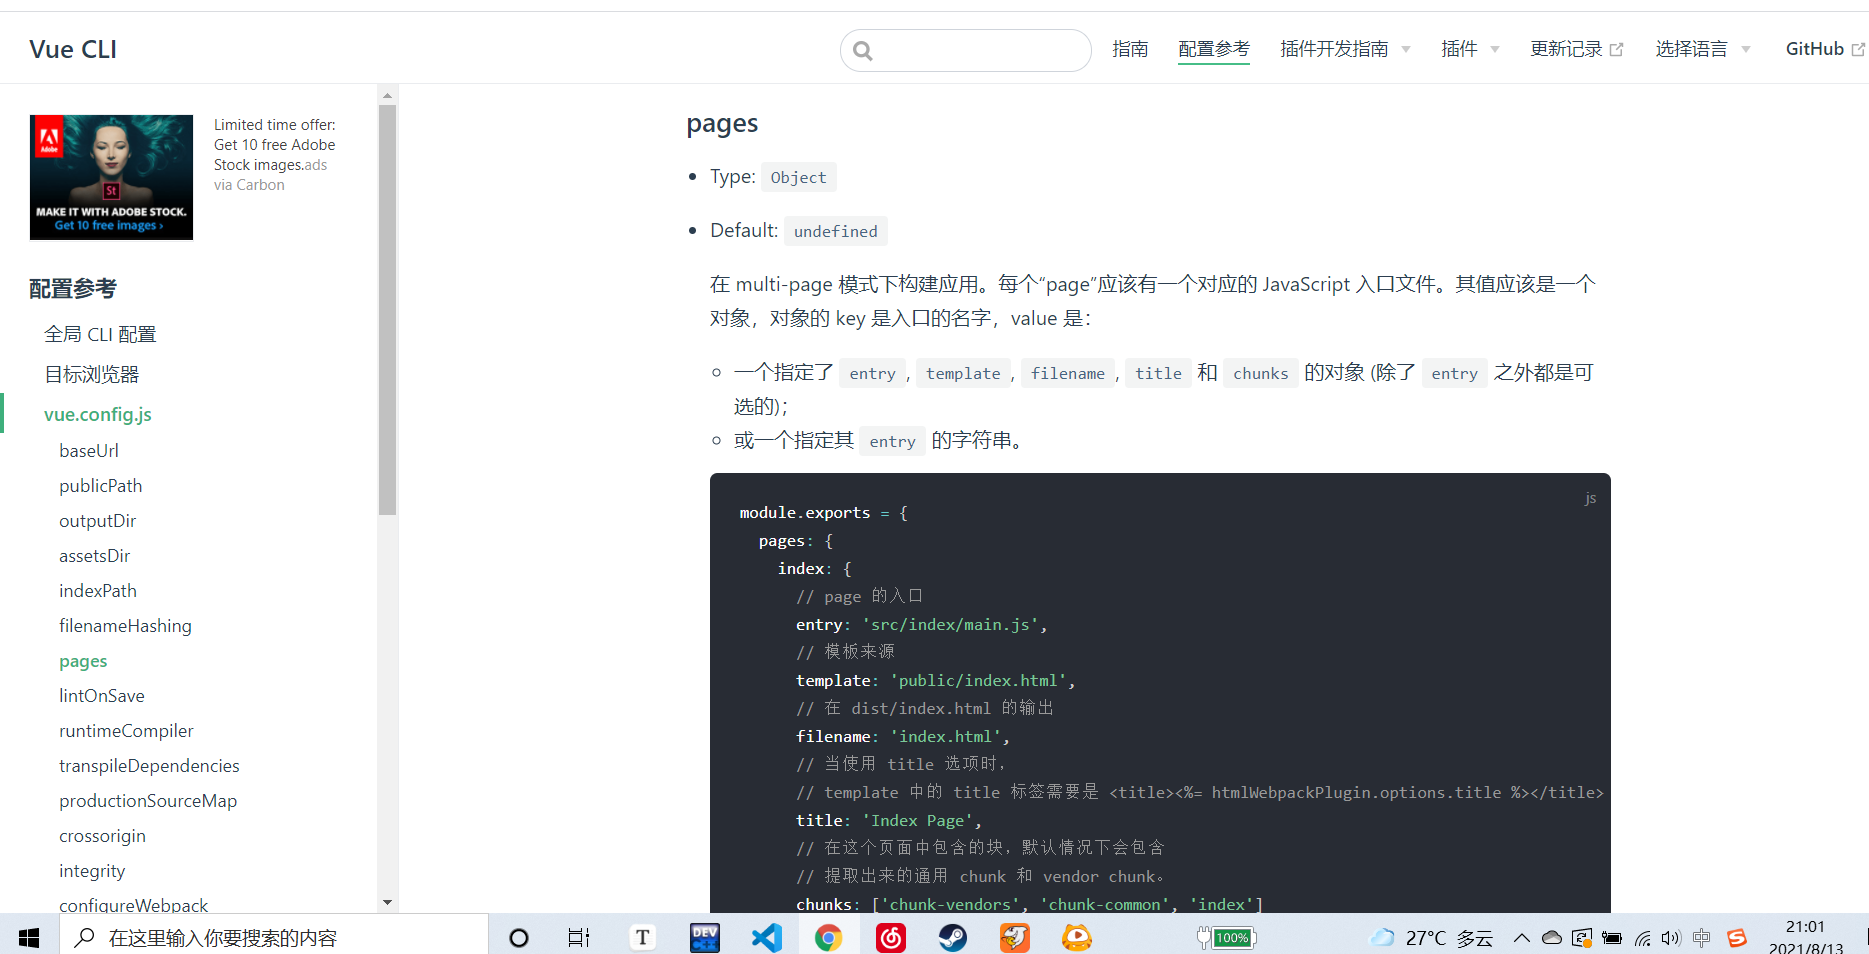 Vue CLI
指南
配置参考
插件开发指南
插件
更新记录
选择语言
GitHub
Adobe
St
MAKE IT WITH ADOBE STOCK.
Get 10 free images ›
Limited time offer:
Get 10 free Adobe
Stock images.ads
via Carbon
配置参考
全局 CLI 配置
目标浏览器
vue.config.js
baseUrl
publicPath
outputDir
assetsDir
indexPath
filenameHashing
pages
lintOnSave
runtimeCompiler
transpileDependencies
productionSourceMap
crossorigin
integrity
configureWebpack
pages
Type: Object
Default: undefined
在 multi-page 模式下构建应用。每个“page”应该有一个对应的 JavaScript 入口文件。其值应该是一个
对象，对象的 key 是入口的名字，value 是：
一个指定了 entry, template, filename, title 和 chunks 的对象 (除了 entry 之外都是可
选的)；
或一个指定其 entry 的字符串。
js
module.exports = {
pages: {
index: {
// page 的入口
entry: 'src/index/main.js',
// 模板来源
template: 'public/index.html',
// 在 dist/index.html 的输出
filename: 'index.html',
// 当使用 title 选项时，
// template 中的 title 标签需要是 <title><%= htmlWebpackPlugin.options.title %></title>
title: 'Index Page',
// 在这个页面中包含的块，默认情况下会包含
// 提取出来的通用 chunk 和 vendor chunk。
chunks: ['chunk-vendors', 'chunk-common', 'index']
在这里输入你要搜索的内容
T
DEV
C++
100%
27°C 多云
中
S
21:01
2021/8/13